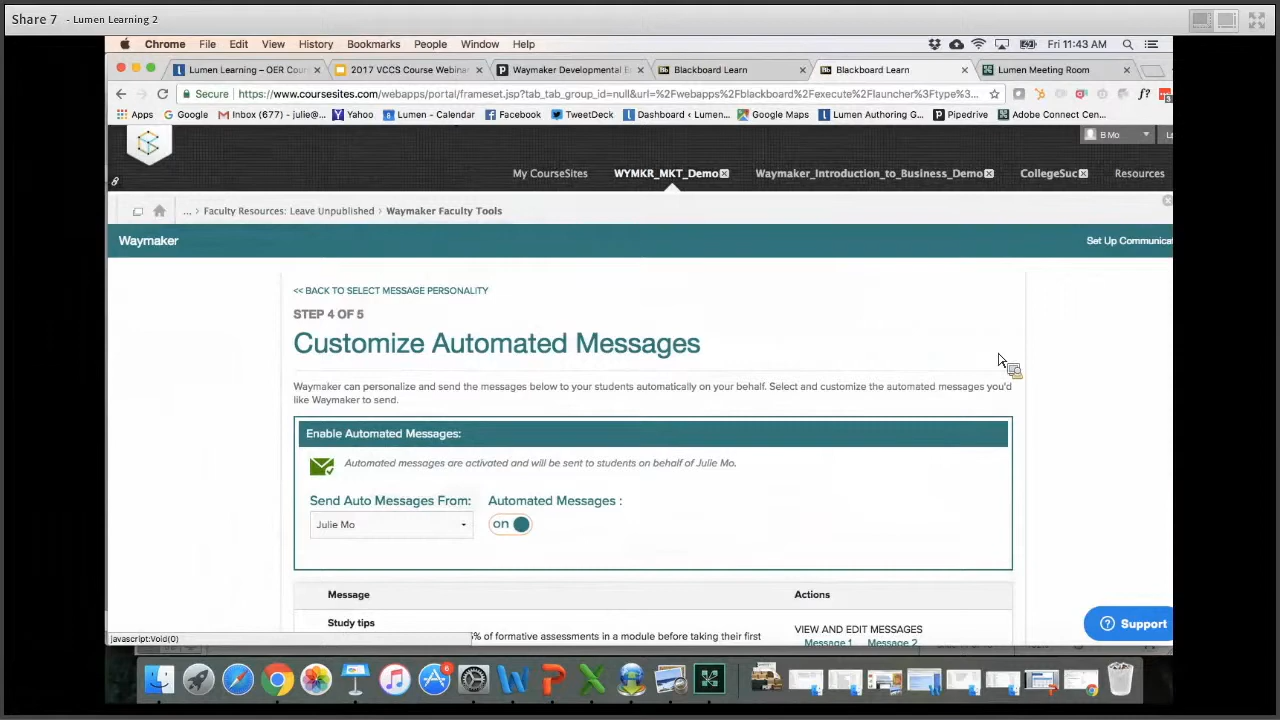 Share 7 - Lumen Learning 2
Chrome File Edit View History Bookmarks People Window Help
Fri 11:43 AM
Lumen Learning – OER Cour
2017 VCCS Course Webina
Waymaker Developmental E
Blackboard Learn
Blackboard Learn
Lumen Meeting Room
Secure https://www.coursesites.com/webapps/portal/frameset.jsp?tab_tab_group_id=null&url=%2Fwebapps%2Fblackboard%2Fexecute%2Flauncher%3Ftype%3...
Apps Google Inbox (677) - julie@... Yahoo Lumen - Calendar Facebook TweetDeck Dashboard ‹ Lumen... Google Maps Lumen Authoring G... Pipedrive Adobe Connect Cen...
B Mo
My CourseSites WYMKR_MKT_Demo Waymaker_Introduction_to_Business_Demo CollegeSuc Resources
... > Faculty Resources: Leave Unpublished > Waymaker Faculty Tools
Waymaker Set Up Communicat
<< BACK TO SELECT MESSAGE PERSONALITY
STEP 4 OF 5
Customize Automated Messages
Waymaker can personalize and send the messages below to your students automatically on your behalf. Select and customize the automated messages you'd
like Waymaker to send.
Enable Automated Messages:
Automated messages are activated and will be sent to students on behalf of Julie Mo.
Send Auto Messages From: Automated Messages :
Julie Mo on
Message Actions
Study tips
VIEW AND EDIT MESSAGES
% of formative assessments in a module before taking their first
Message 1 Message 2
Support
javascript:Void(0)